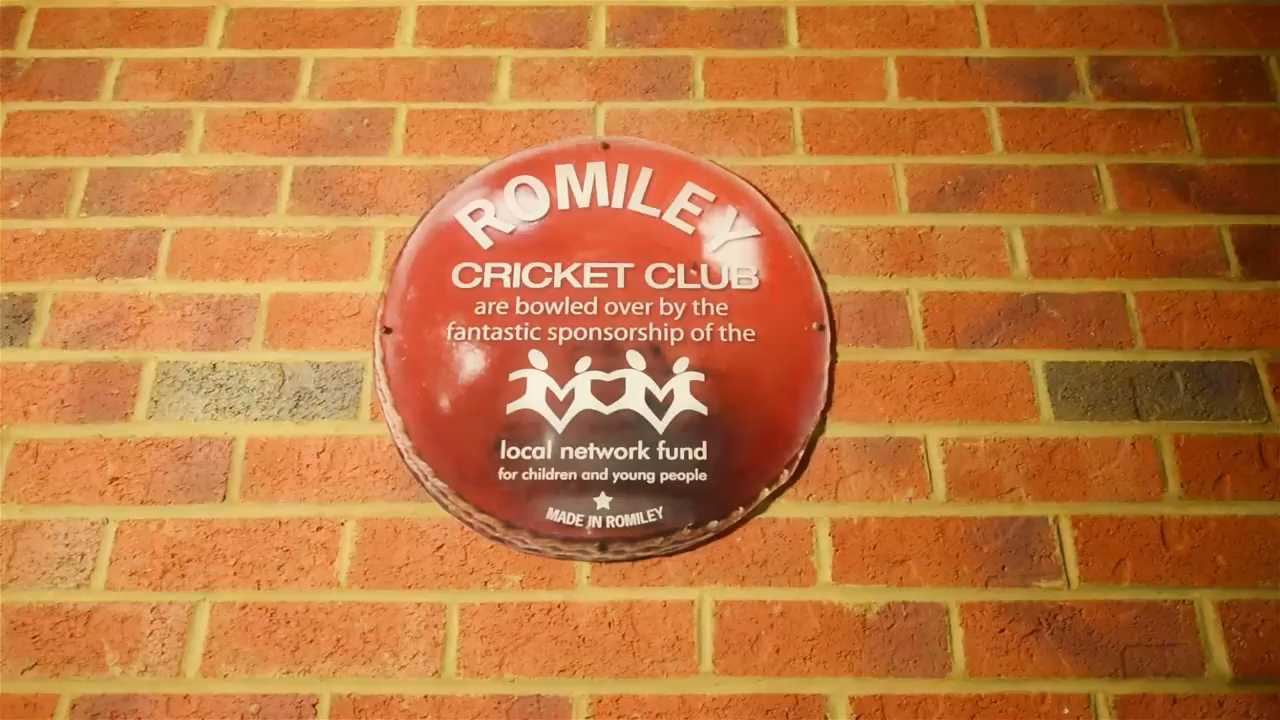 ROMILEY
CRICKET CLUB
are bowled over by the
fantastic sponsorship of the
local network fund
for children and young people
MADE IN ROMILEY